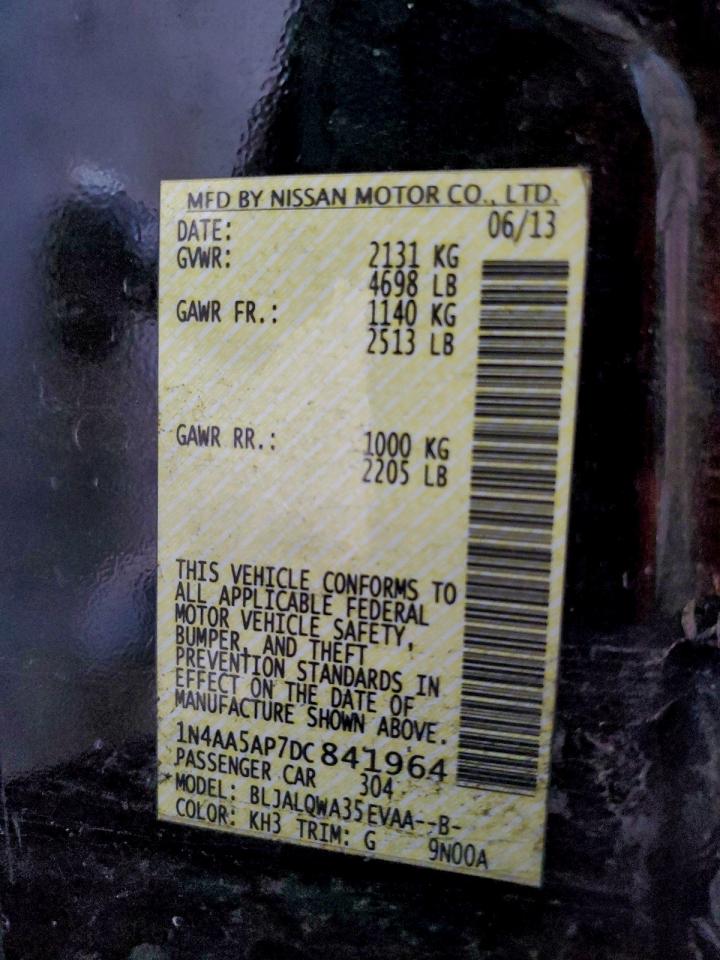 MFD BY NISSAN MOTOR CO., LTD.
DATE: 06/13
GVWR: 2131 KG
4698 LB
GAWR FR.: 1140 KG
2513 LB
GAWR RR.: 1000 KG
2205 LB
THIS VEHICLE CONFORMS TO
ALL APPLICABLE FEDERAL
MOTOR VEHICLE SAFETY,
BUMPER, AND THEFT
PREVENTION STANDARDS IN
EFFECT ON THE DATE OF
MANUFACTURE SHOWN ABOVE.
1N4AA5AP7DC841964
PASSENGER CAR 304
MODEL: BLJALQWA35EVAA--B-
COLOR: KH3 TRIM: G 9N00A